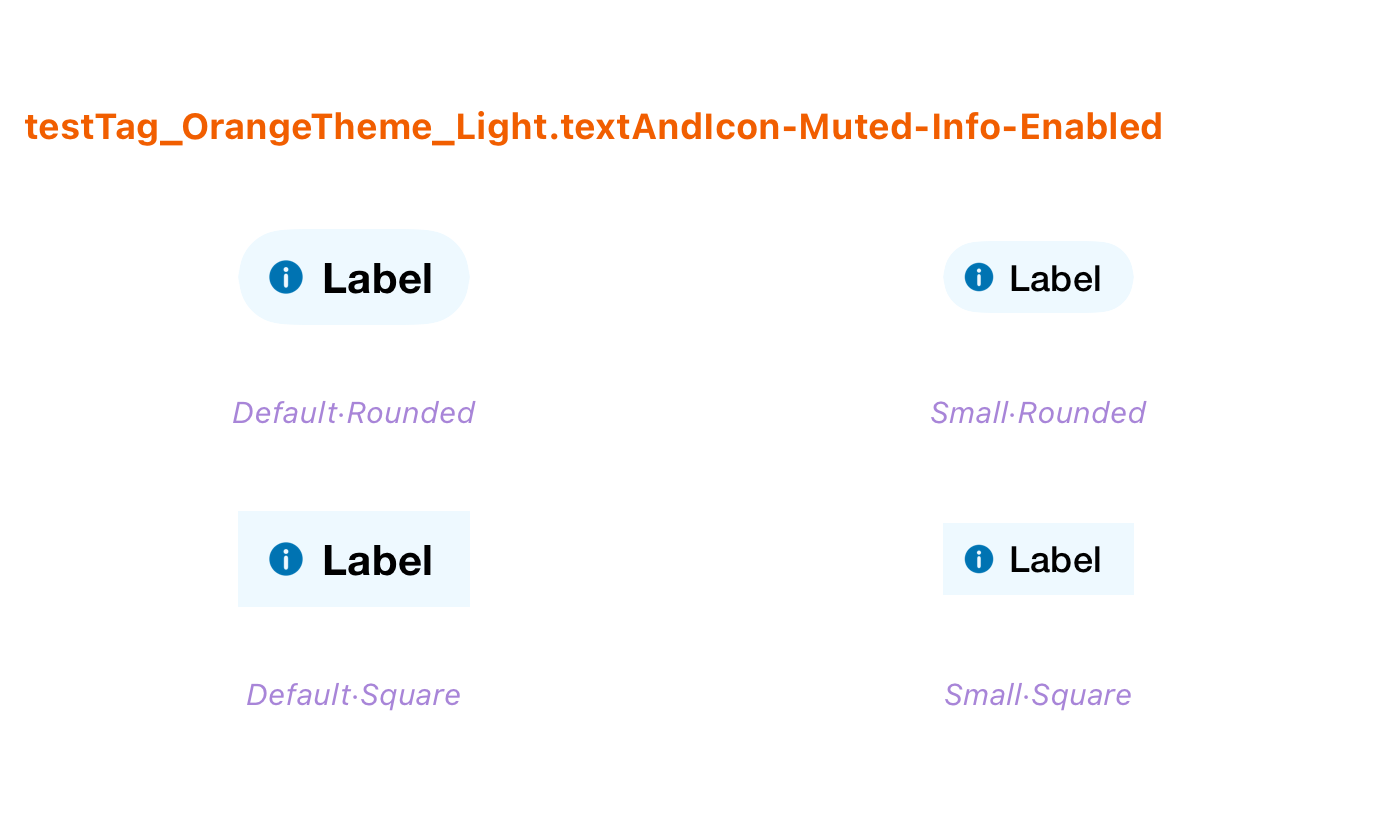 testTag_OrangeTheme_Light.textAndIcon-Muted-Info-Enabled
Label
Label
Default·Rounded
Small·Rounded
Label
Label
Default·Square
Small·Square